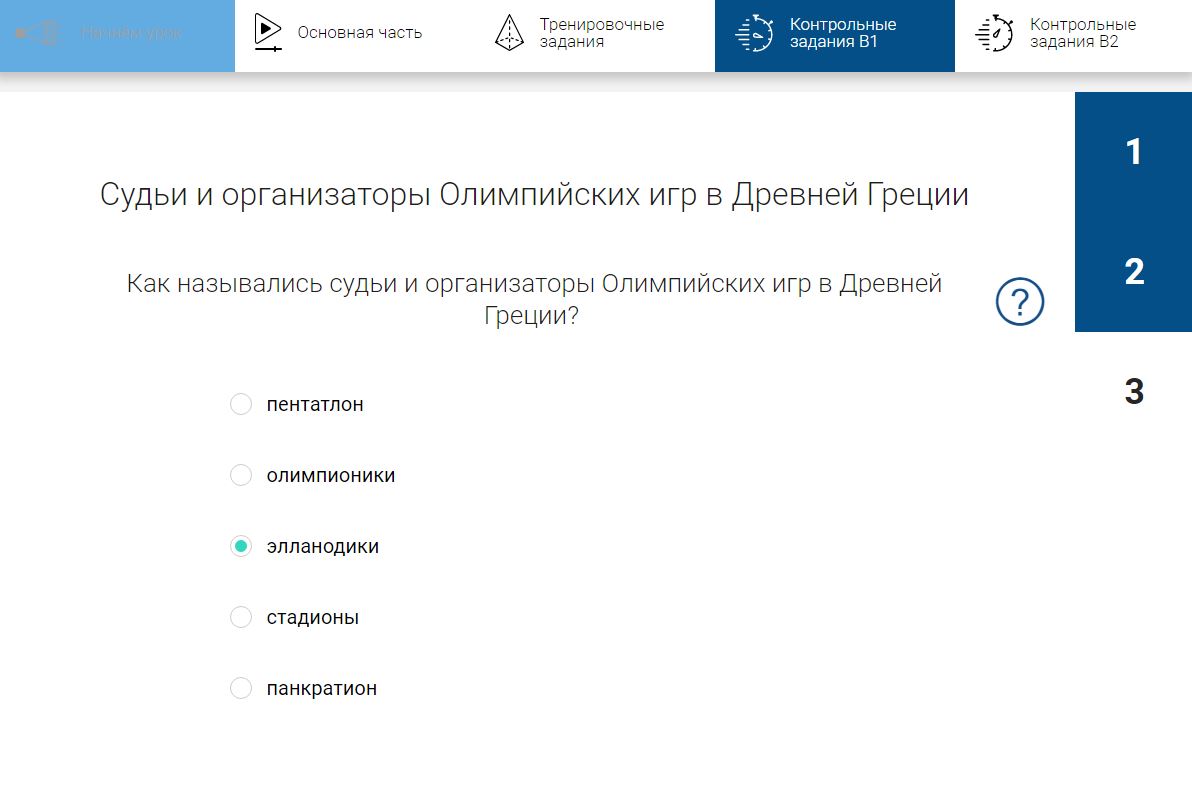 Начнём урок
Основная часть
Тренировочные
задания
Контрольные
задания В1
Контрольные
задания В2
1
Судьи и организаторы Олимпийских игр в Древней Греции
2
Как назывались судьи и организаторы Олимпийских игр в Древней
Греции?
?
3
пентатлон
олимпионики
элланодики
стадионы
панкратион